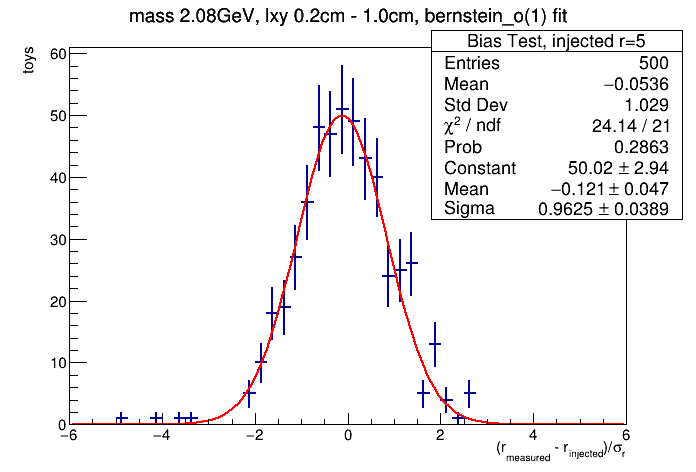 mass 2.08GeV, lxy 0.2cm - 1.0cm, bernstein_o(1) fit
toys
Bias Test, injected r=5
Entries 500
Mean −0.0536
Std Dev 1.029
χ² / ndf 24.14 / 21
Prob 0.2863
Constant 50.02 ± 2.94
Mean −0.121 ± 0.047
Sigma 0.9625 ± 0.0389
60
50
40
30
20
10
0
−6 −4 −2 0 2 4 6
(r_measured - r_injected)/σ_r